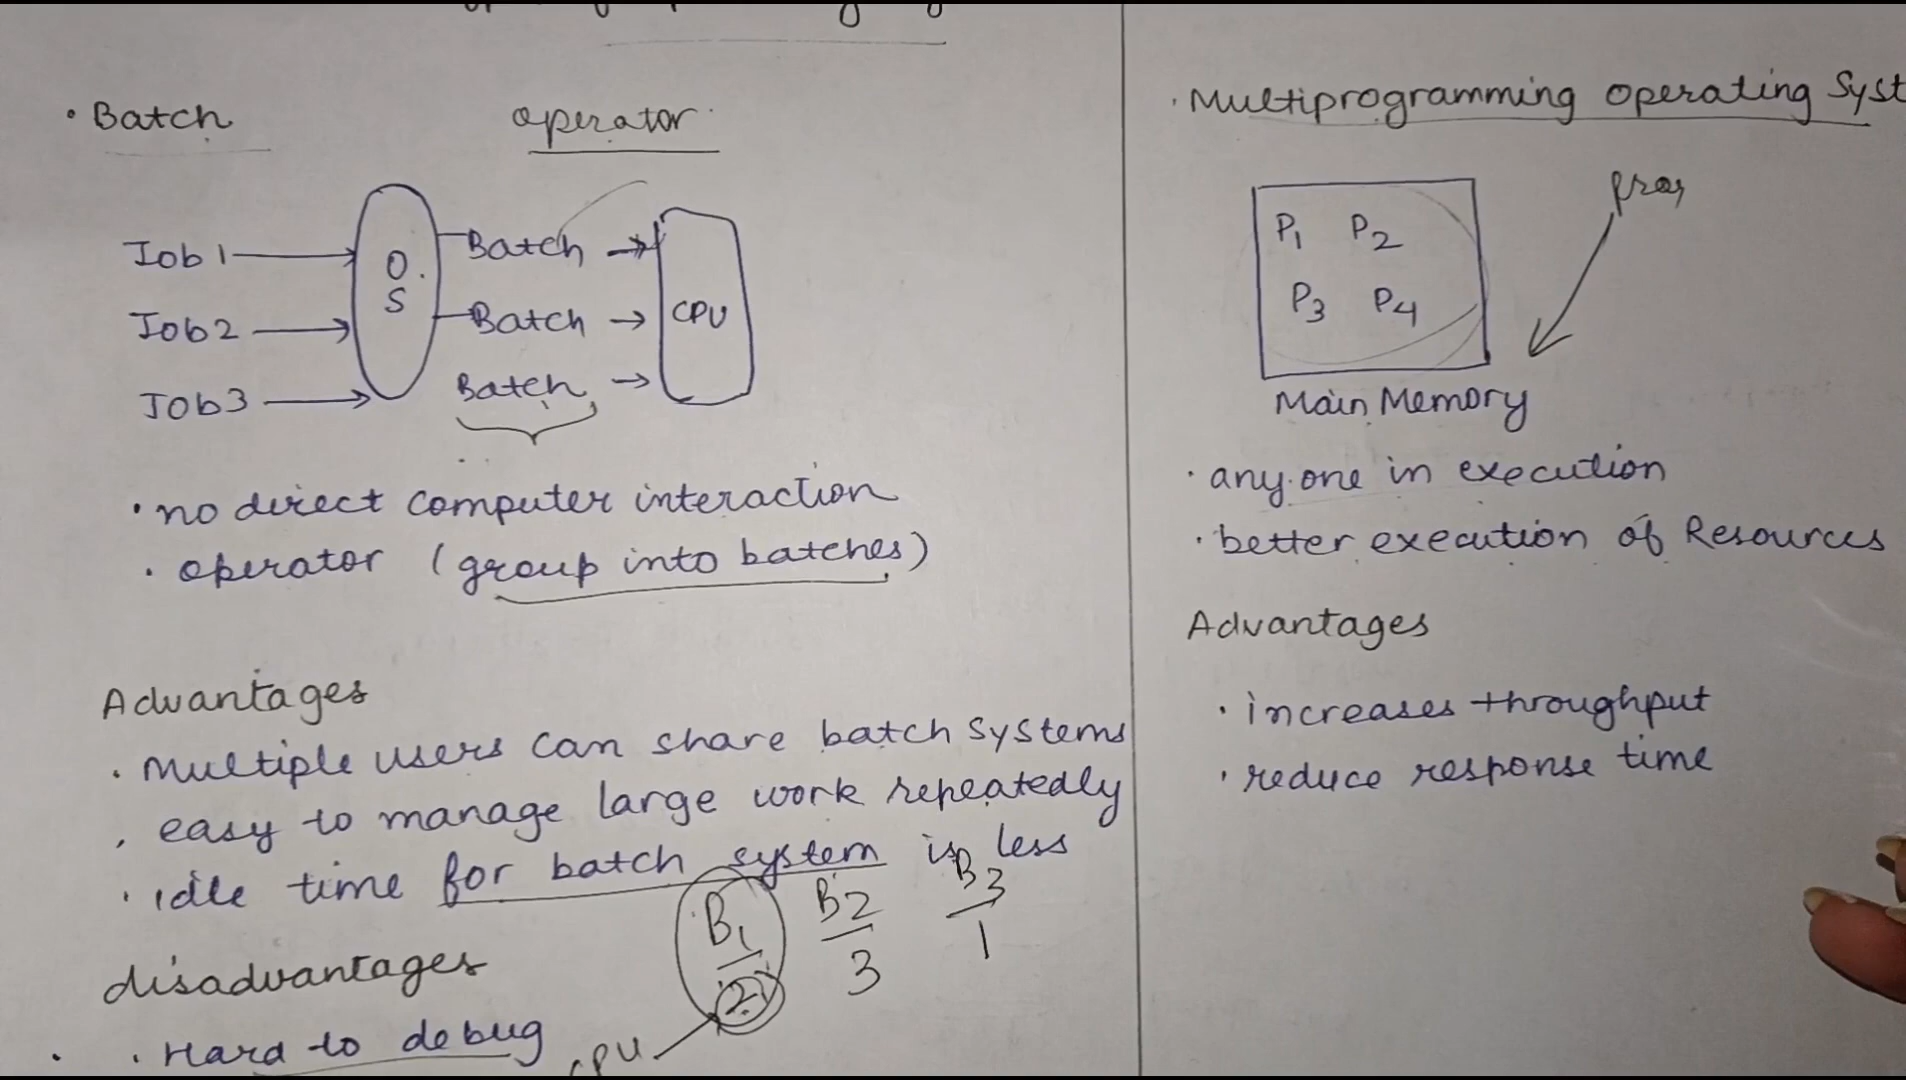 • Batch
operator
Job 1
Job2
Job3
O.
S
Batch
Batch
Batch
CPU
• no direct computer interaction
• operator (group into batches)
Advantages
• Multiple users can share batch systems
• easy to manage large work repeatedly
• idle time for batch system is less
B1
2
B2
3
B3
1
disadvantages
• Hard to debug
CPU
• Multiprogramming operating Syst
P1 P2
P3 P4
Main Memory
• any one in execution
• better execution of Resources
Advantages
• increases throughput
• reduce response time